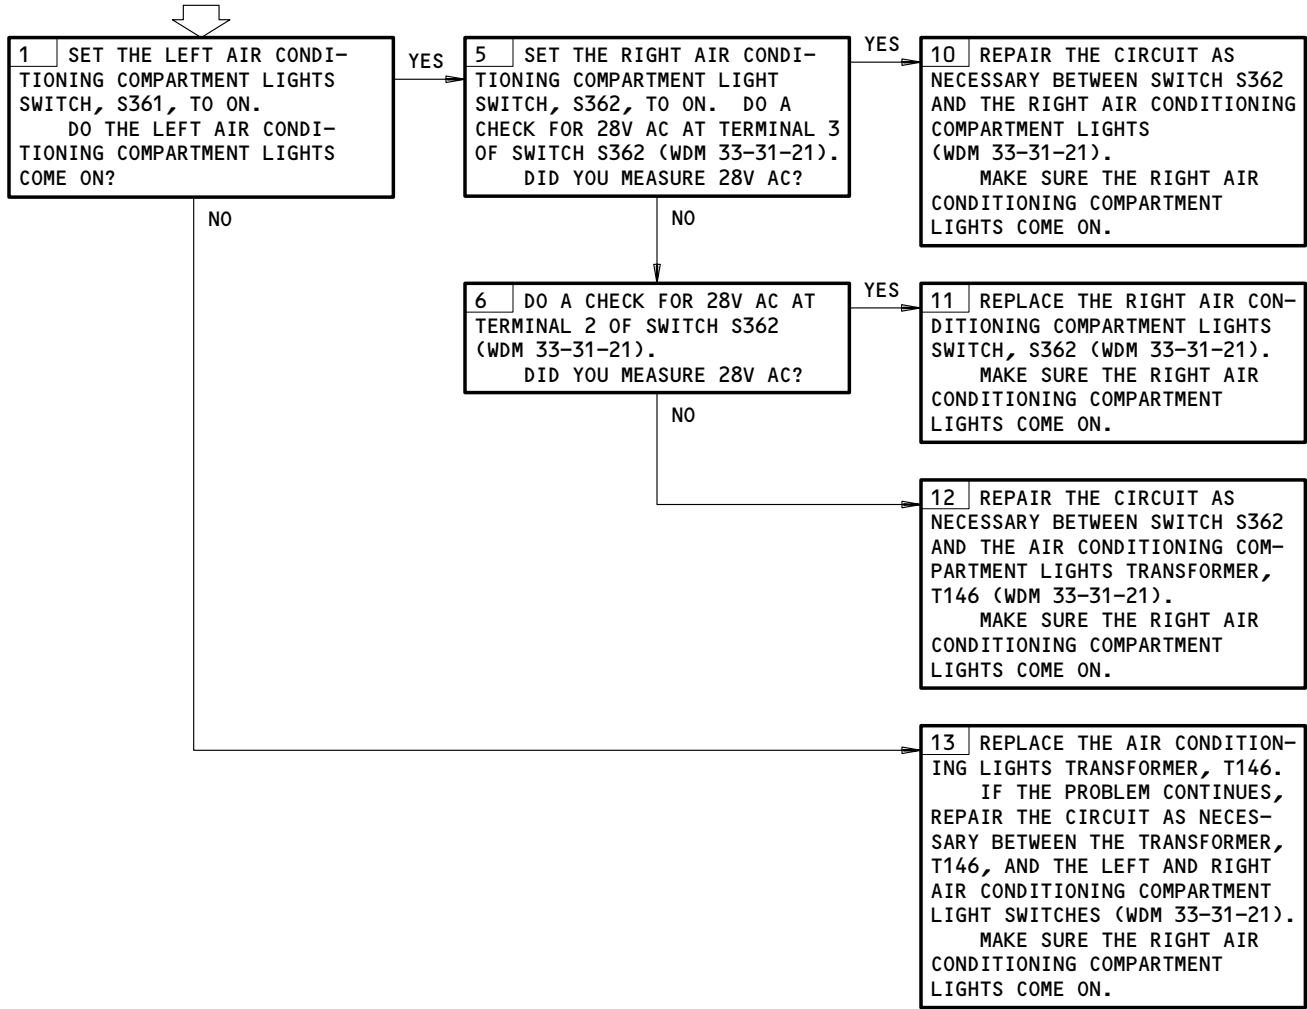 1 SET THE LEFT AIR CONDI-
TIONING COMPARTMENT LIGHTS
SWITCH, S361, TO ON.
DO THE LEFT AIR CONDI-
TIONING COMPARTMENT LIGHTS
COME ON?
YES
NO
5 SET THE RIGHT AIR CONDI-
TIONING COMPARTMENT LIGHT
SWITCH, S362, TO ON. DO A
CHECK FOR 28V AC AT TERMINAL 3
OF SWITCH S362 (WDM 33-31-21).
DID YOU MEASURE 28V AC?
YES
NO
10 REPAIR THE CIRCUIT AS
NECESSARY BETWEEN SWITCH S362
AND THE RIGHT AIR CONDITIONING
COMPARTMENT LIGHTS
(WDM 33-31-21).
MAKE SURE THE RIGHT AIR
CONDITIONING COMPARTMENT
LIGHTS COME ON.
6 DO A CHECK FOR 28V AC AT
TERMINAL 2 OF SWITCH S362
(WDM 33-31-21).
DID YOU MEASURE 28V AC?
YES
NO
11 REPLACE THE RIGHT AIR CON-
DITIONING COMPARTMENT LIGHTS
SWITCH, S362 (WDM 33-31-21).
MAKE SURE THE RIGHT AIR
CONDITIONING COMPARTMENT
LIGHTS COME ON.
12 REPAIR THE CIRCUIT AS
NECESSARY BETWEEN SWITCH S362
AND THE AIR CONDITIONING COM-
PARTMENT LIGHTS TRANSFORMER,
T146 (WDM 33-31-21).
MAKE SURE THE RIGHT AIR
CONDITIONING COMPARTMENT
LIGHTS COME ON.
13 REPLACE THE AIR CONDITION-
ING LIGHTS TRANSFORMER, T146.
IF THE PROBLEM CONTINUES,
REPAIR THE CIRCUIT AS NECES-
SARY BETWEEN THE TRANSFORMER,
T146, AND THE LEFT AND RIGHT
AIR CONDITIONING COMPARTMENT
LIGHT SWITCHES (WDM 33-31-21).
MAKE SURE THE RIGHT AIR
CONDITIONING COMPARTMENT
LIGHTS COME ON.